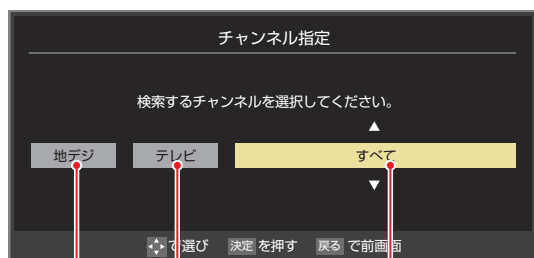 チャンネル指定
検索するチャンネルを選択してください。
▲
地デジ テレビ すべて
▼
で選び 決定 を押す 戻る で前画面